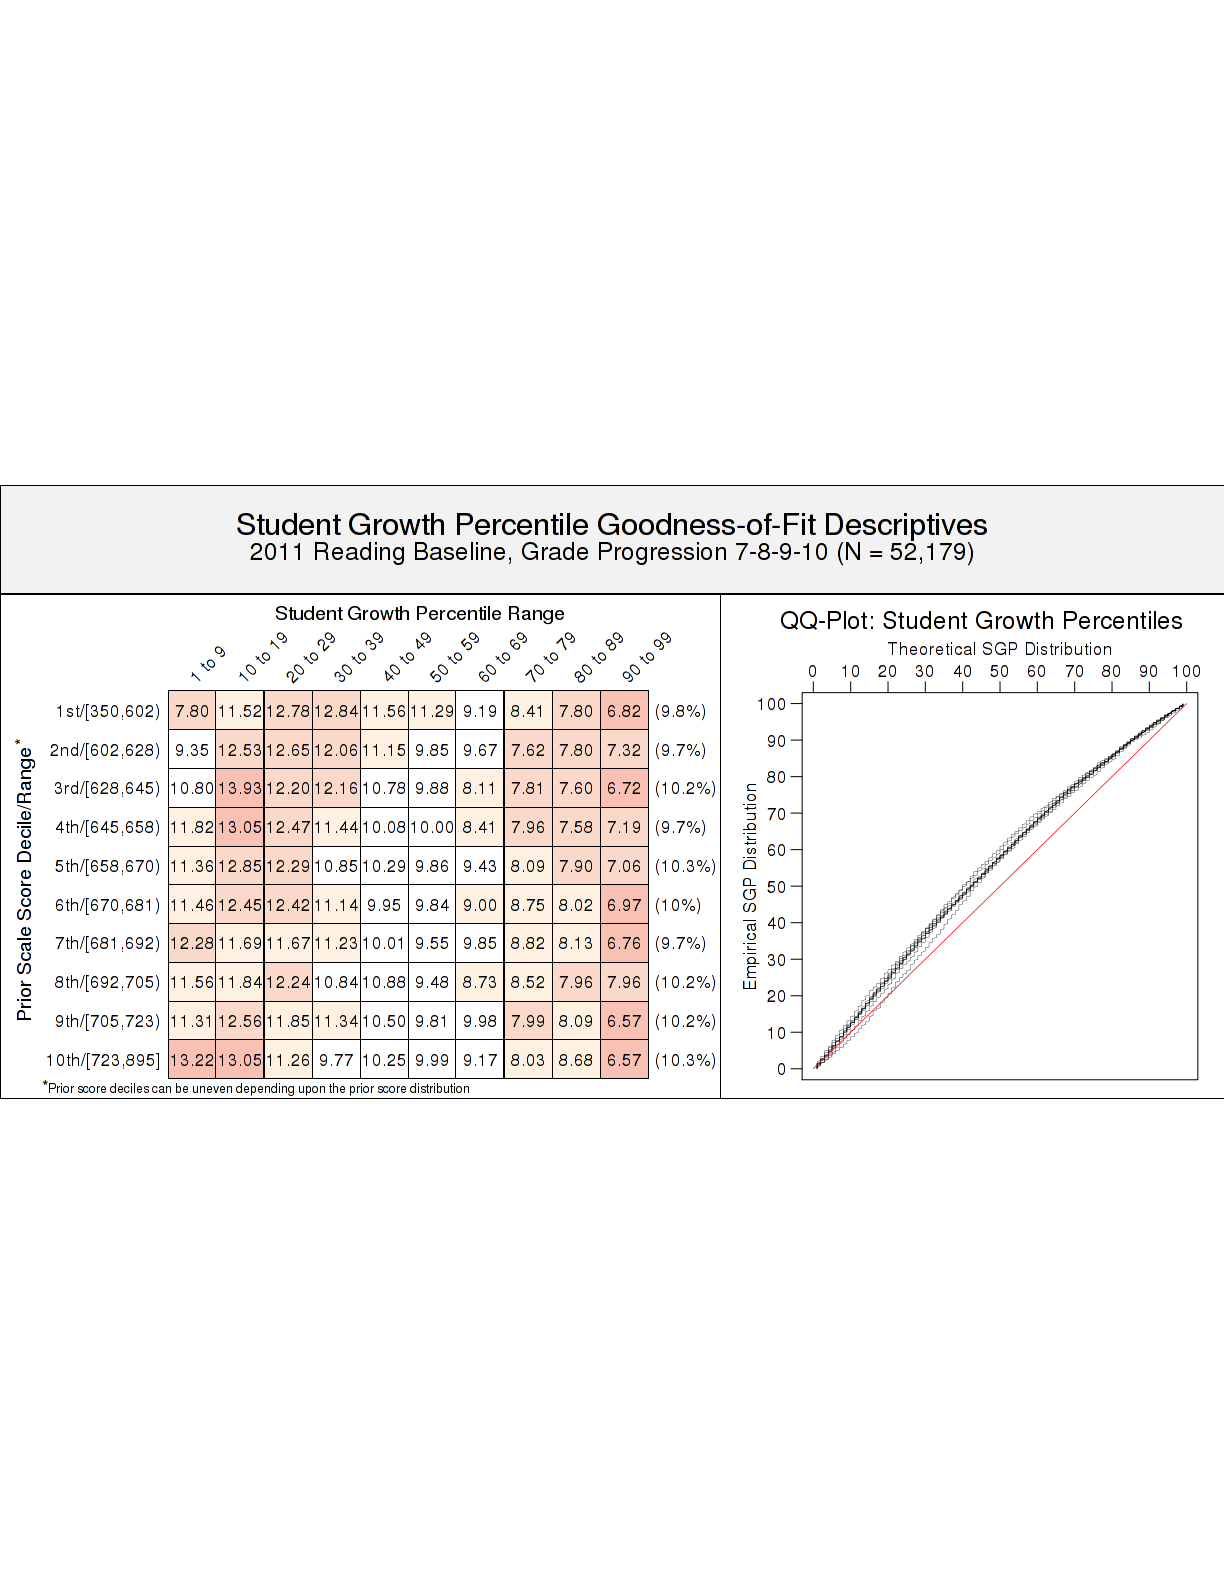 Student Growth Percentile Goodness-of-Fit Descriptives
2011 Reading Baseline, Grade Progression 7-8-9-10 (N = 52,179)
Student Growth Percentile Range
1 to 9 10 to 19 20 to 29 30 to 39 40 to 49 50 to 59 60 to 69 70 to 79 80 to 89 90 to 99
Prior Scale Score Decile/Range*
1st/[350,602) 7.80 11.52 12.78 12.84 11.56 11.29 9.19 8.41 7.80 6.82 (9.8%)
2nd/[602,628) 9.35 12.53 12.65 12.06 11.15 9.85 9.67 7.62 7.80 7.32 (9.7%)
3rd/[628,645) 10.80 13.93 12.20 12.16 10.78 9.88 8.11 7.81 7.60 6.72 (10.2%)
4th/[645,658) 11.82 13.05 12.47 11.44 10.08 10.00 8.41 7.96 7.58 7.19 (9.7%)
5th/[658,670) 11.36 12.85 12.29 10.85 10.29 9.86 9.43 8.09 7.90 7.06 (10.3%)
6th/[670,681) 11.46 12.45 12.42 11.14 9.95 9.84 9.00 8.75 8.02 6.97 (10%)
7th/[681,692) 12.28 11.69 11.67 11.23 10.01 9.55 9.85 8.82 8.13 6.76 (9.7%)
8th/[692,705) 11.56 11.84 12.24 10.84 10.88 9.48 8.73 8.52 7.96 7.96 (10.2%)
9th/[705,723) 11.31 12.56 11.85 11.34 10.50 9.81 9.98 7.99 8.09 6.57 (10.2%)
10th/[723,895] 13.22 13.05 11.26 9.77 10.25 9.99 9.17 8.03 8.68 6.57 (10.3%)
*Prior score deciles can be uneven depending upon the prior score distribution
QQ-Plot: Student Growth Percentiles
Theoretical SGP Distribution
0 10 20 30 40 50 60 70 80 90 100
Empirical SGP Distribution
100
90
80
70
60
50
40
30
20
10
0